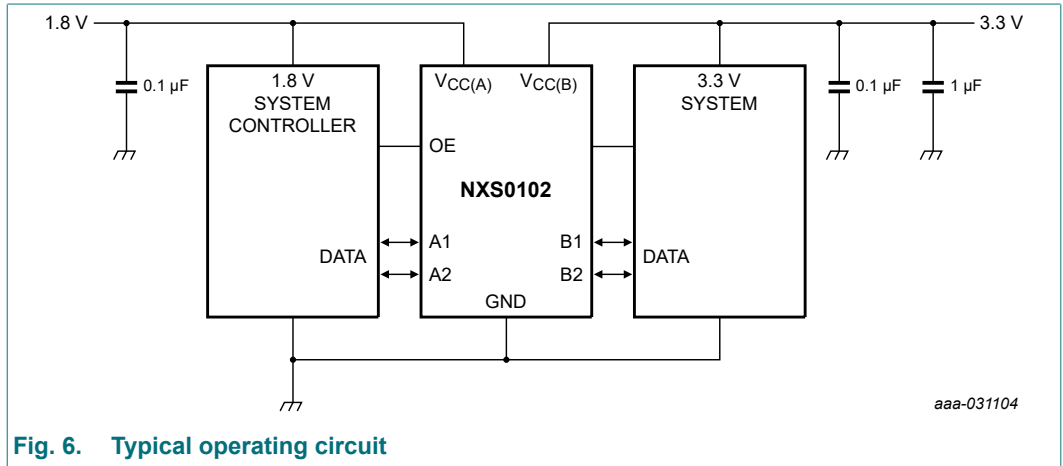 1.8 V
3.3 V
0.1 µF
1.8 V
SYSTEM
CONTROLLER
DATA
VCC(A)
VCC(B)
OE
NXS0102
A1
A2
B1
B2
GND
3.3 V
SYSTEM
DATA
0.1 µF
1 µF
aaa-031104
Fig. 6. Typical operating circuit